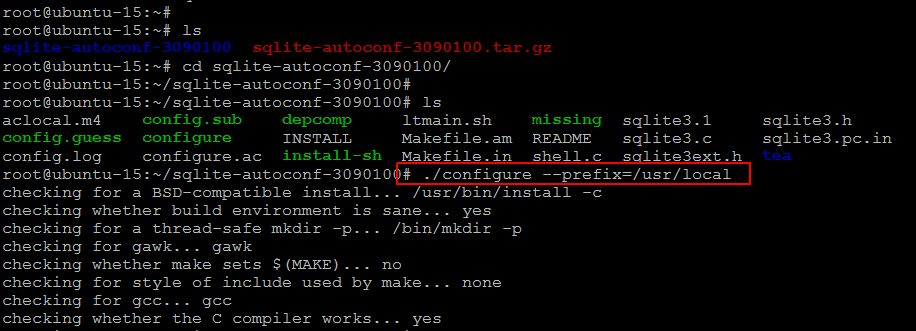 root@ubuntu-15:~#
root@ubuntu-15:~# ls
sqlite-autoconf-3090100  sqlite-autoconf-3090100.tar.gz
root@ubuntu-15:~# cd sqlite-autoconf-3090100/
root@ubuntu-15:~/sqlite-autoconf-3090100#
root@ubuntu-15:~/sqlite-autoconf-3090100# ls
aclocal.m4    config.sub    depcomp     ltmain.sh    missing  sqlite3.1     sqlite3.h
config.guess  configure     INSTALL     Makefile.am  README   sqlite3.c     sqlite3.pc.in
config.log    configure.ac  install-sh  Makefile.in  shell.c  sqlite3ext.h  tea
root@ubuntu-15:~/sqlite-autoconf-3090100# ./configure --prefix=/usr/local
checking for a BSD-compatible install... /usr/bin/install -c
checking whether build environment is sane... yes
checking for a thread-safe mkdir -p... /bin/mkdir -p
checking for gawk... gawk
checking whether make sets $(MAKE)... no
checking for style of include used by make... none
checking for gcc... gcc
checking whether the C compiler works... yes